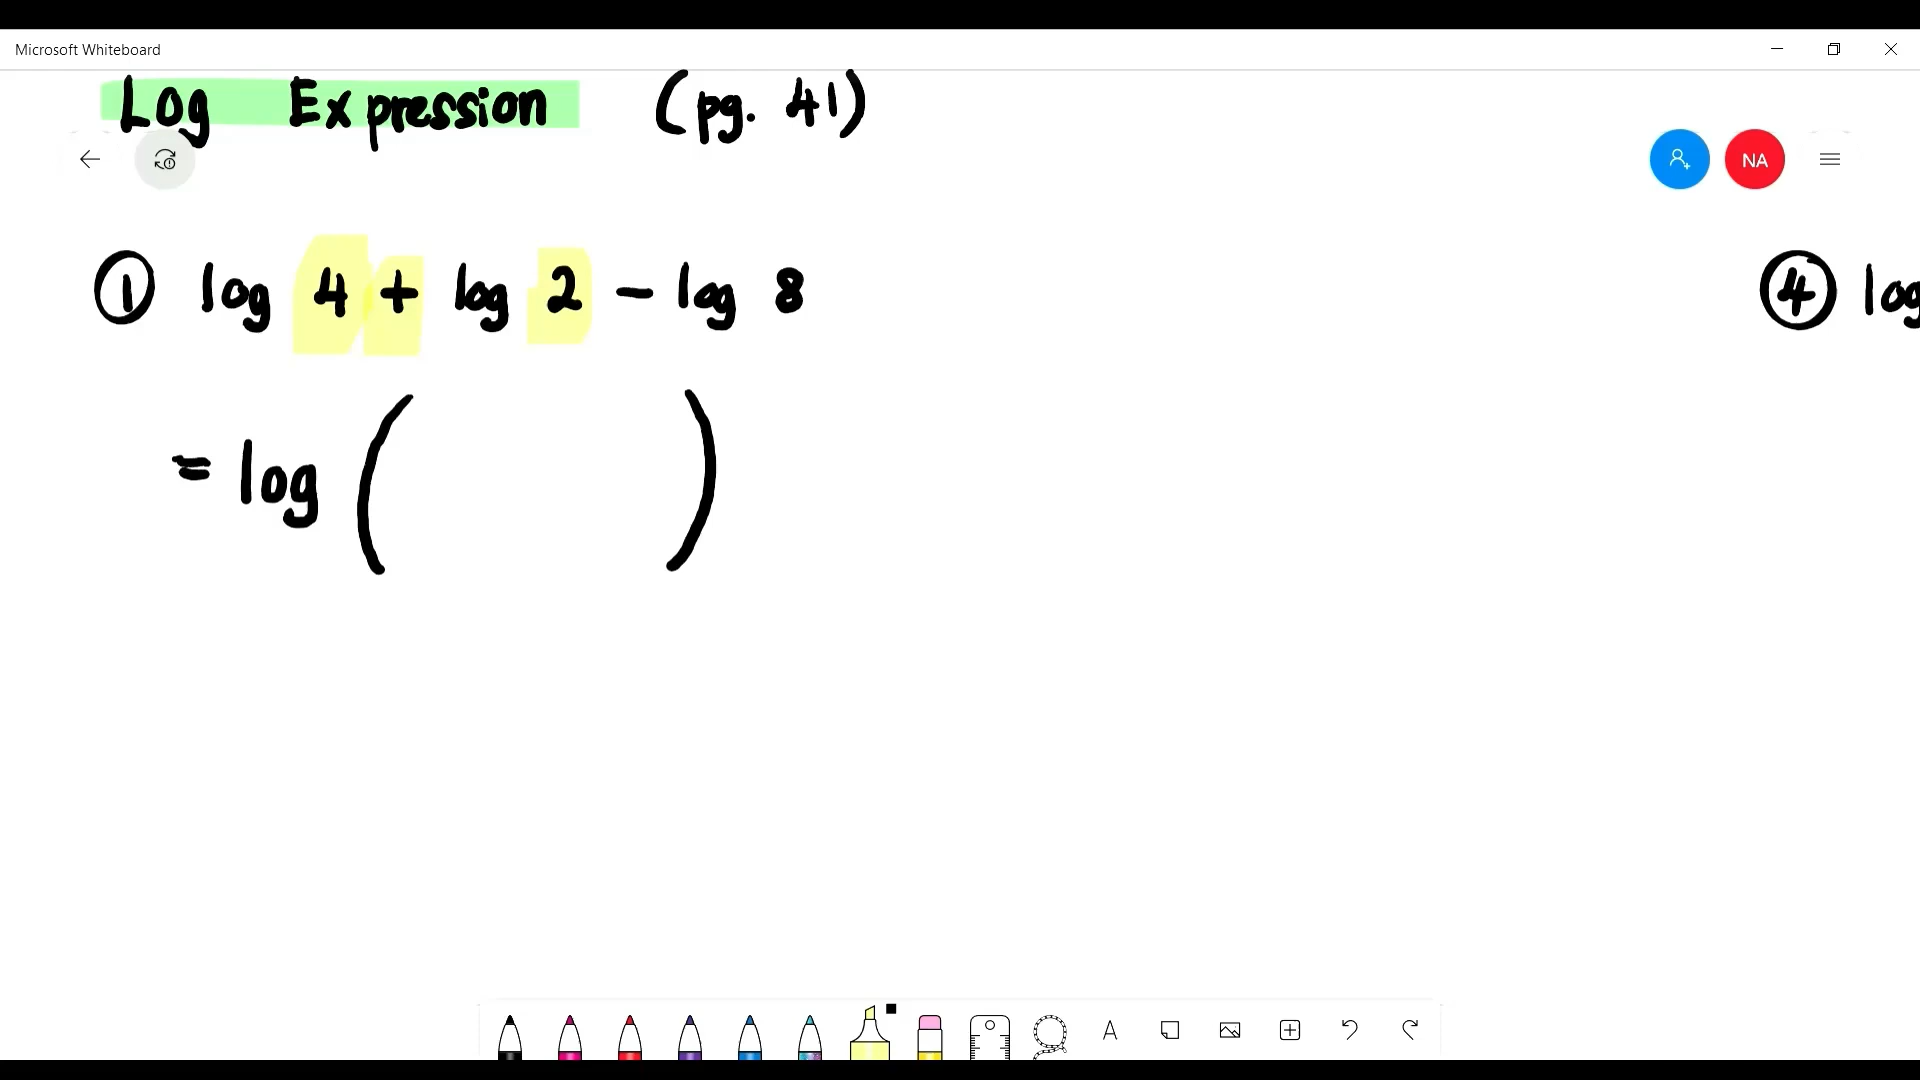 Microsoft Whiteboard
Log Expression (pg. 41)
NA
① log 4 + log 2 - log 8
④ log
= log ( )
A